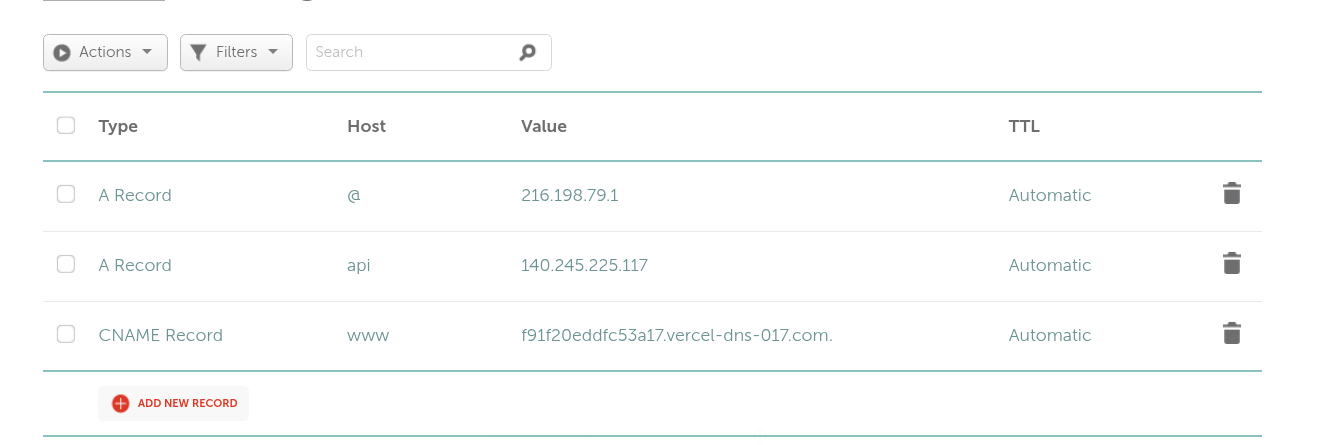 Actions Filters Search
Type Host Value TTL
A Record @ 216.198.79.1 Automatic
A Record api 140.245.225.117 Automatic
CNAME Record www f91f20eddfc53a17.vercel-dns-017.com. Automatic
ADD NEW RECORD